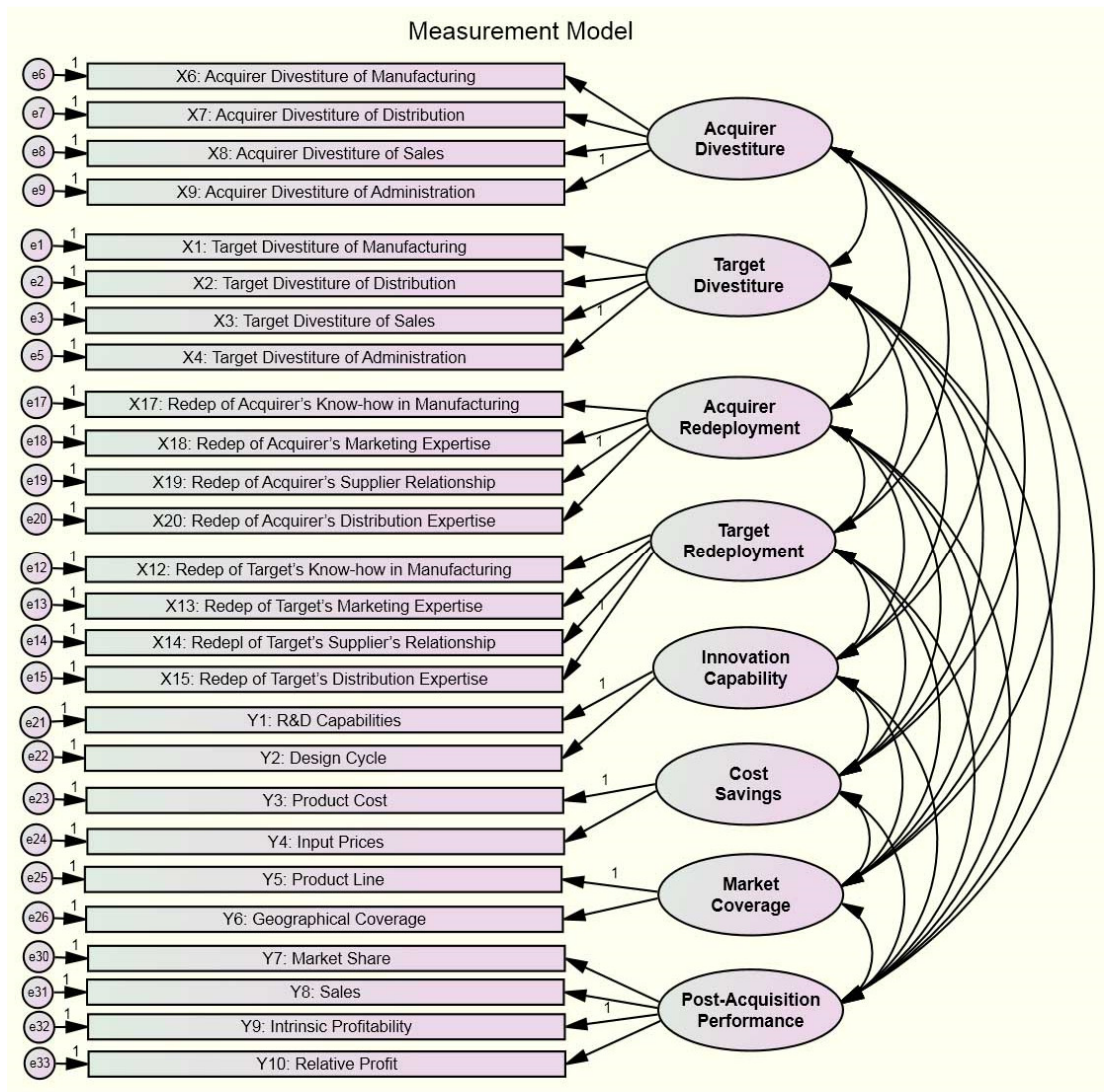 Measurement Model
e6 1 X6: Acquirer Divestiture of Manufacturing
e7 1 X7: Acquirer Divestiture of Distribution
e8 1 X8: Acquirer Divestiture of Sales
e9 1 X9: Acquirer Divestiture of Administration
1
Acquirer
Divestiture
e1 1 X1: Target Divestiture of Manufacturing
e2 1 X2: Target Divestiture of Distribution
e3 1 X3: Target Divestiture of Sales
e5 1 X4: Target Divestiture of Administration
1
Target
Divestiture
e17 1 X17: Redep of Acquirer's Know-how in Manufacturing
e18 1 X18: Redep of Acquirer's Marketing Expertise
e19 1 X19: Redep of Acquirer's Supplier Relationship
e20 1 X20: Redep of Acquirer's Distribution Expertise
1
Acquirer
Redeployment
e12 1 X12: Redep of Target's Know-how in Manufacturing
e13 1 X13: Redep of Target's Marketing Expertise
e14 1 X14: Redepl of Target's Supplier's Relationship
e15 1 X15: Redep of Target's Distribution Expertise
1
Target
Redeployment
e21 1 Y1: R&D Capabilities
e22 1 Y2: Design Cycle
1
Innovation
Capability
e23 1 Y3: Product Cost
e24 1 Y4: Input Prices
1
Cost
Savings
e25 1 Y5: Product Line
e26 1 Y6: Geographical Coverage
1
Market
Coverage
e30 1 Y7: Market Share
e31 1 Y8: Sales
e32 1 Y9: Intrinsic Profitability
e33 1 Y10: Relative Profit
1
Post-Acquisition
Performance